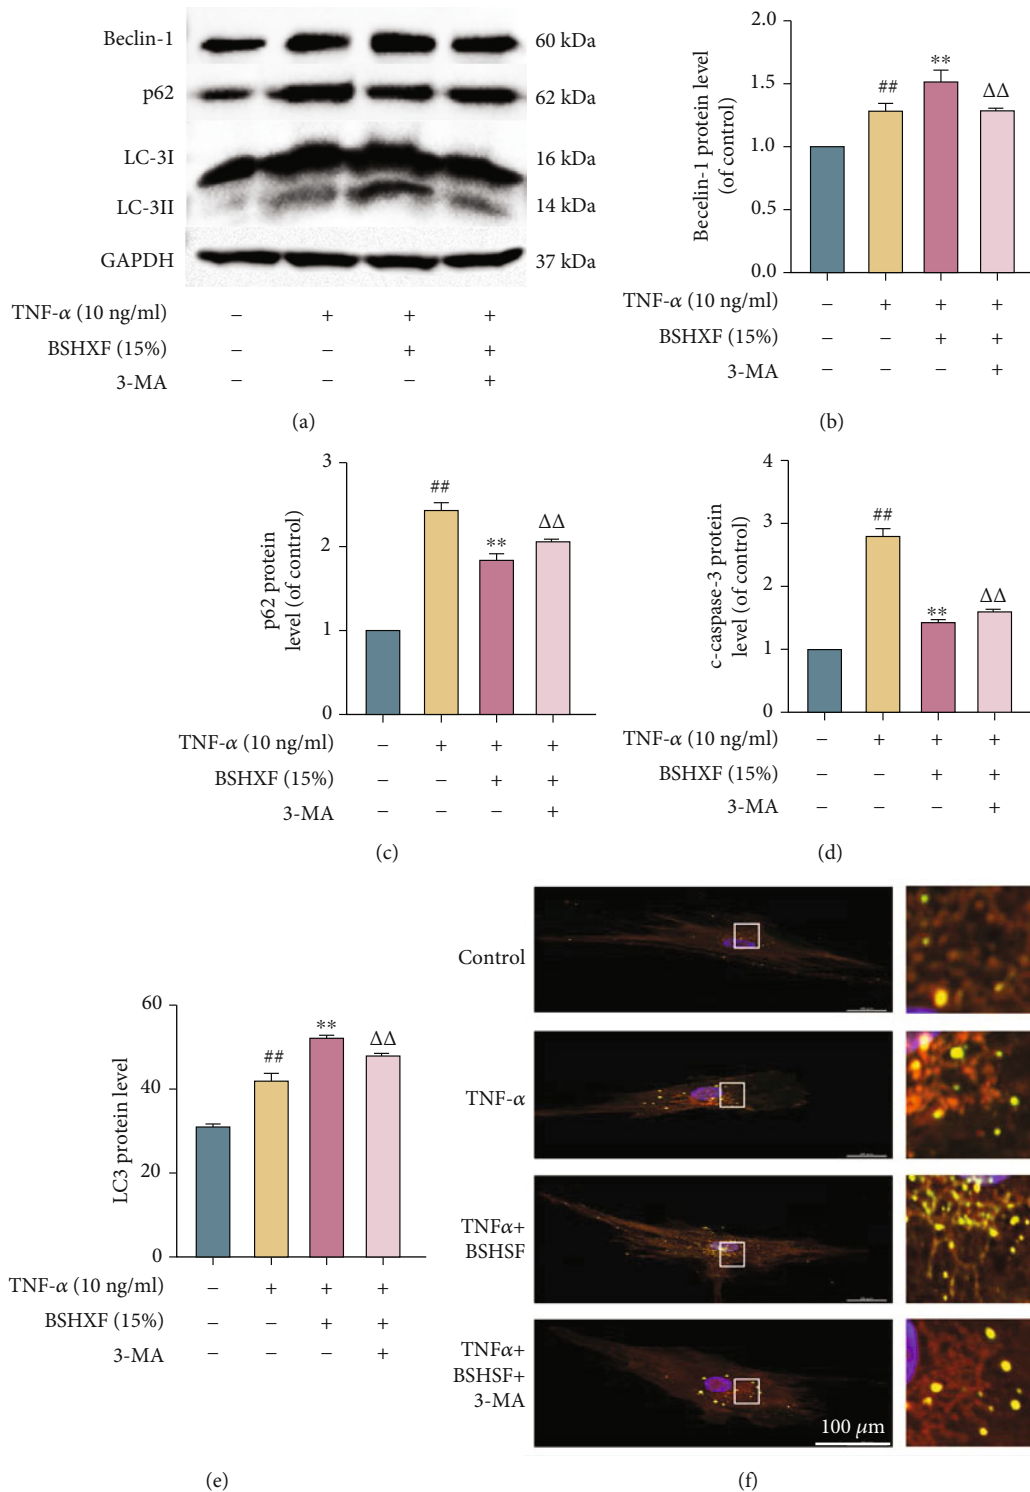 Beclin-1 60 kDa
p62 62 kDa
LC-3I 16 kDa
LC-3II 14 kDa
GAPDH 37 kDa
TNF-α (10 ng/ml) – + + +
BSHXF (15%) – – + +
3-MA – – – +
(a)
Becelin-1 protein level
(of control)
2.0
1.5
1.0
0.5
0.0
## ** ΔΔ
TNF-α (10 ng/ml) – + + +
BSHXF (15%) – – + +
3-MA – – – +
(b)
p62 protein
level (of control)
3
2
1
0
## ** ΔΔ
TNF-α (10 ng/ml) – + + +
BSHXF (15%) – – + +
3-MA – – – +
(c)
c-caspase-3 protein
level (of control)
4
3
2
1
0
## ** ΔΔ
TNF-α (10 ng/ml) – + + +
BSHXF (15%) – – + +
3-MA – – – +
(d)
LC3 protein level
60
40
20
0
## ** ΔΔ
TNF-α (10 ng/ml) – + + +
BSHXF (15%) – – + +
3-MA – – – +
(e)
Control
TNF-α
TNFα+
BSHSF
TNFα+
BSHSF+
3-MA
100 μm
(f)